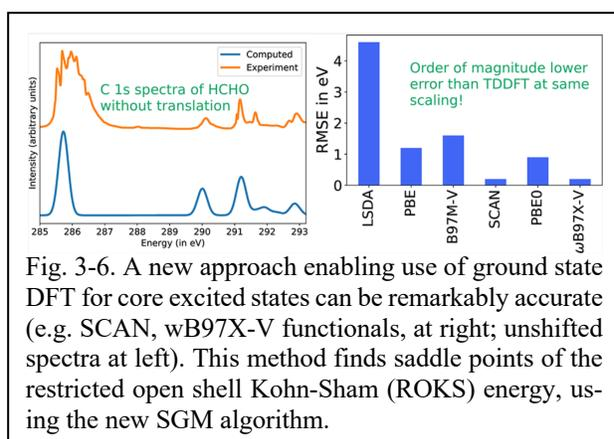 Computed
Experiment
C 1s spectra of HCHO
without translation
Intensity (arbitrary units)
285 286 287 288 289 290 291 292 293
Energy (in eV)
Order of magnitude lower
error than TDDFT at same
scaling!
RMSE in eV
4
3
2
1
0
LSDA
PBE
B97M-V
SCAN
PBE0
ωB97X-V
Fig. 3-6. A new approach enabling use of ground state
DFT for core excited states can be remarkably accurate
(e.g. SCAN, wB97X-V functionals, at right; unshifted
spectra at left). This method finds saddle points of the
restricted open shell Kohn-Sham (ROKS) energy, us-
ing the new SGM algorithm.